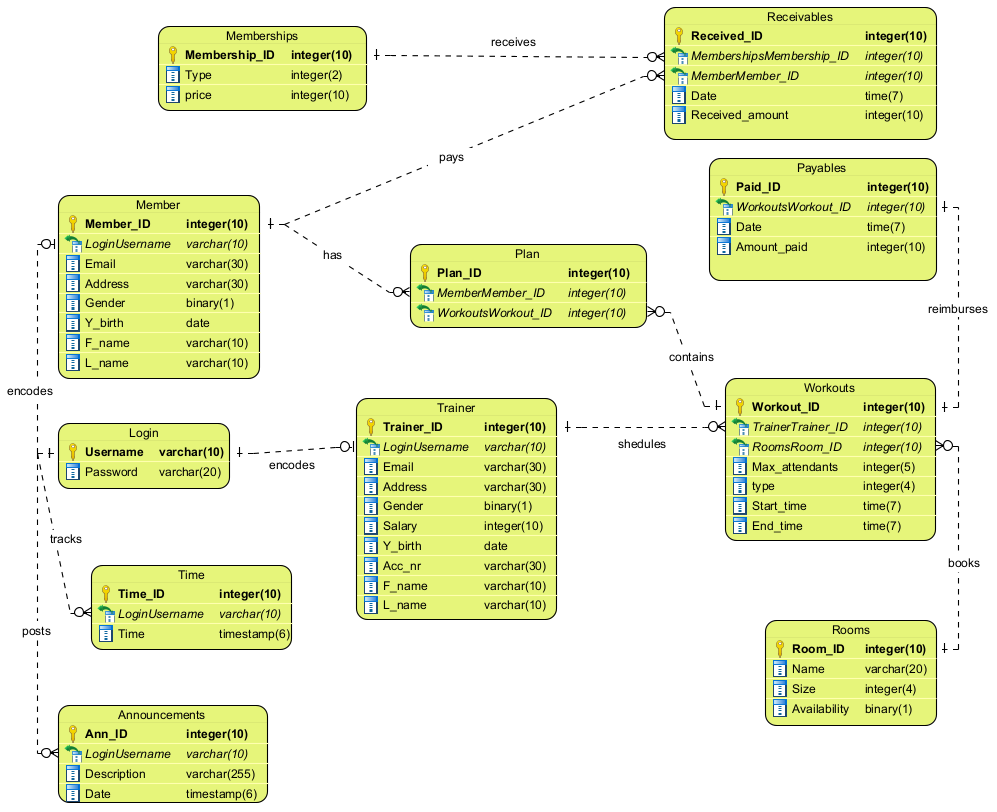 Memberships
Membership_ID integer(10)
Type integer(2)
price integer(10)
receives
Receivables
Received_ID integer(10)
MembershipsMembership_ID integer(10)
MemberMember_ID integer(10)
Date time(7)
Received_amount integer(10)
pays
Payables
Paid_ID integer(10)
WorkoutsWorkout_ID integer(10)
Date time(7)
Amount_paid integer(10)
Member
Member_ID integer(10)
LoginUsername varchar(10)
Email varchar(30)
Address varchar(30)
Gender binary(1)
Y_birth date
F_name varchar(10)
L_name varchar(10)
has
Plan
Plan_ID integer(10)
MemberMember_ID integer(10)
WorkoutsWorkout_ID integer(10)
reimburses
contains
encodes
Workouts
Workout_ID integer(10)
TrainerTrainer_ID integer(10)
RoomsRoom_ID integer(10)
Max_attendants integer(5)
type integer(4)
Start_time time(7)
End_time time(7)
Login
Username varchar(10)
Password varchar(20)
encodes
Trainer
Trainer_ID integer(10)
LoginUsername varchar(10)
Email varchar(30)
Address varchar(30)
Gender binary(1)
Salary integer(10)
Y_birth date
Acc_nr varchar(30)
F_name varchar(10)
L_name varchar(10)
shedules
tracks
books
Time
Time_ID integer(10)
LoginUsername varchar(10)
Time timestamp(6)
posts
Rooms
Room_ID integer(10)
Name varchar(20)
Size integer(4)
Availability binary(1)
Announcements
Ann_ID integer(10)
LoginUsername varchar(10)
Description varchar(255)
Date timestamp(6)